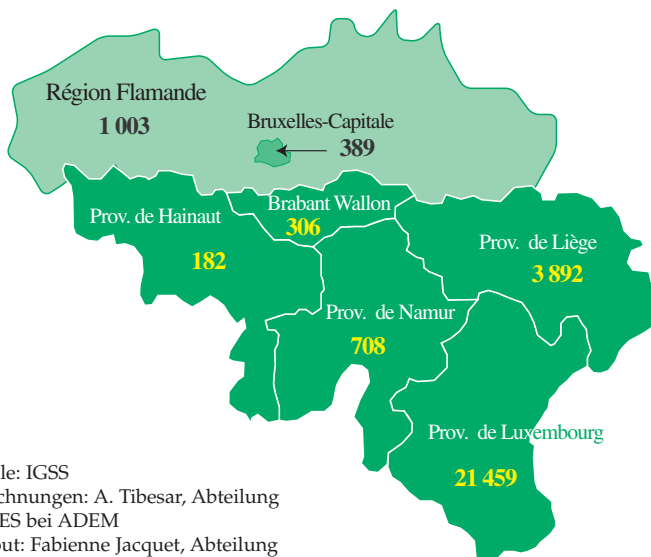 Région Flamande
1 003
Bruxelles-Capitale
389
Brabant Wallon
306
Prov. de Hainaut
182
Prov. de Liège
3 892
Prov. de Namur
708
Prov. de Luxembourg
21 459
le: IGSS
chnungen: A. Tibesar, Abteilung
ES bei ADEM
out: Fabienne Jacquet, Abteilung